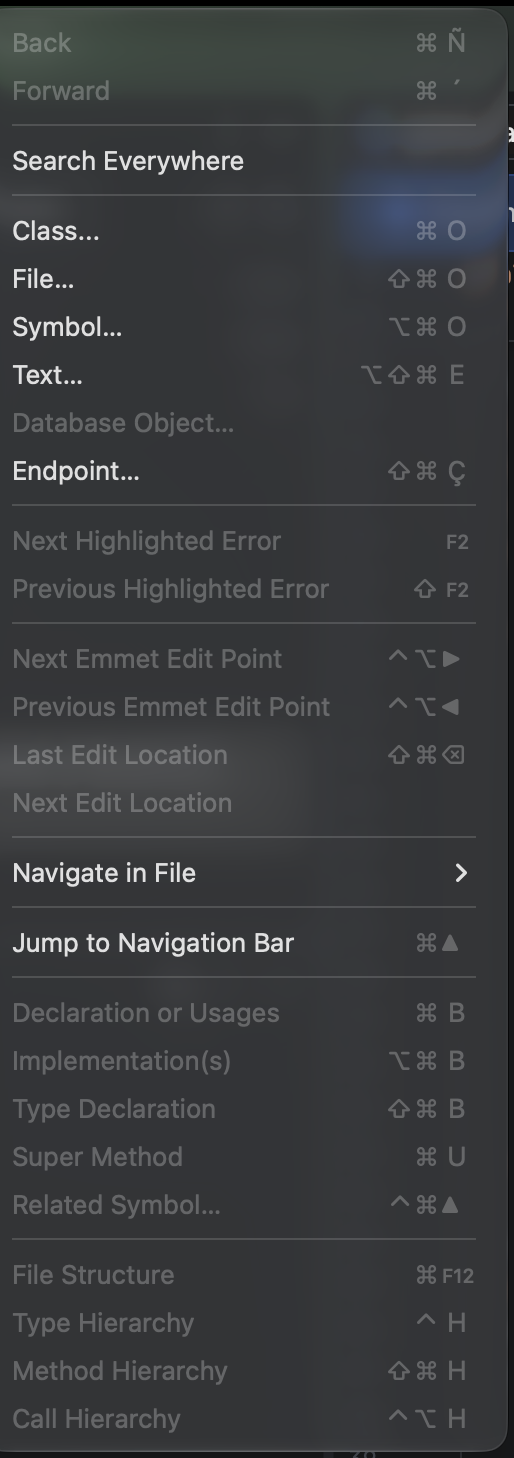 Back ⌘ Ñ
Forward ⌘ ´
Search Everywhere
Class... ⌘ O
File... ⇧⌘ O
Symbol... ⌥⌘ O
Text... ⌥⇧⌘ E
Database Object...
Endpoint... ⇧⌘ Ç
Next Highlighted Error F2
Previous Highlighted Error ⇧ F2
Next Emmet Edit Point ^⌥▶
Previous Emmet Edit Point ^⌥◀
Last Edit Location ⇧⌘⌫
Next Edit Location
Navigate in File >
Jump to Navigation Bar ⌘▲
Declaration or Usages ⌘ B
Implementation(s) ⌥⌘ B
Type Declaration ⇧⌘ B
Super Method ⌘ U
Related Symbol... ^⌘▲
File Structure ⌘F12
Type Hierarchy ^ H
Method Hierarchy ⇧⌘ H
Call Hierarchy ^⌥ H